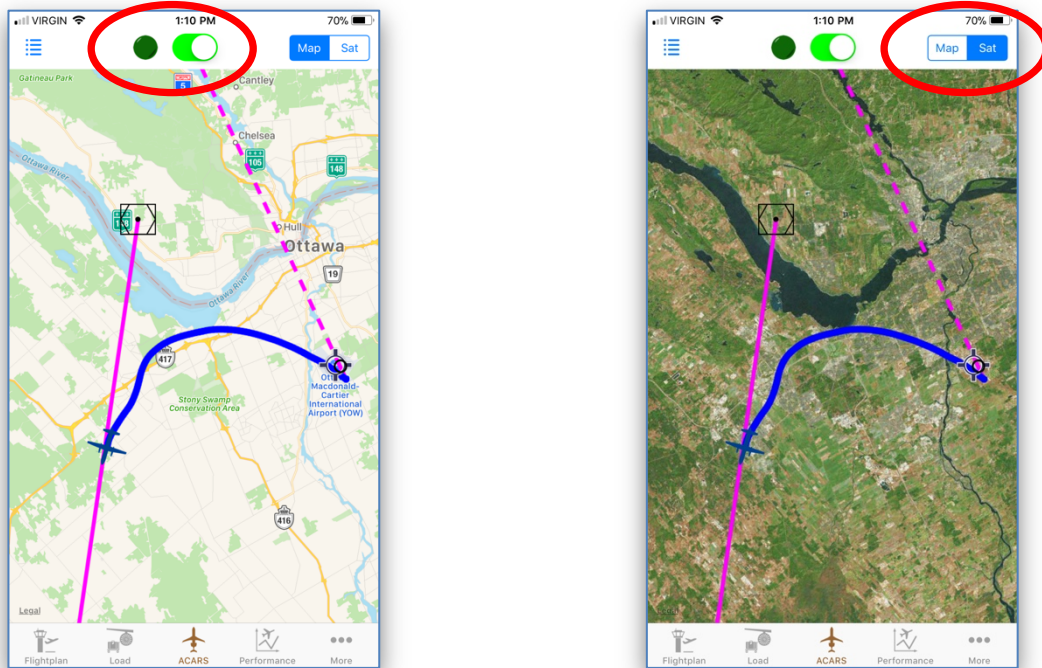 VIRGIN 1:10 PM 70%
Map Sat
Gatineau Park
5
Cantley
Chelsea
105
148
Ottawa River
Hull
Ottawa
19
Ottawa River
417
Macdonald-
Cartier
International
Airport (YOW)
Stony Swamp
Conservation Area
416
Legal
Flightplan Load ACARS Performance More
VIRGIN 1:10 PM 70%
Map Sat
Legal
Flightplan Load ACARS Performance More